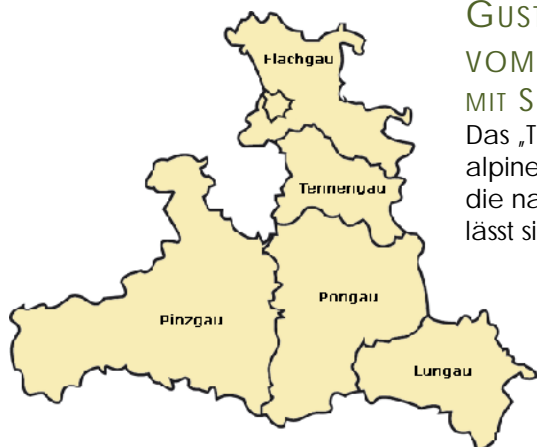 Flachgau
Tennengau
Pongau
Pinzgau
Lungau
GUST
VOM
MIT S
Das „T
alpine
die na
lässt si